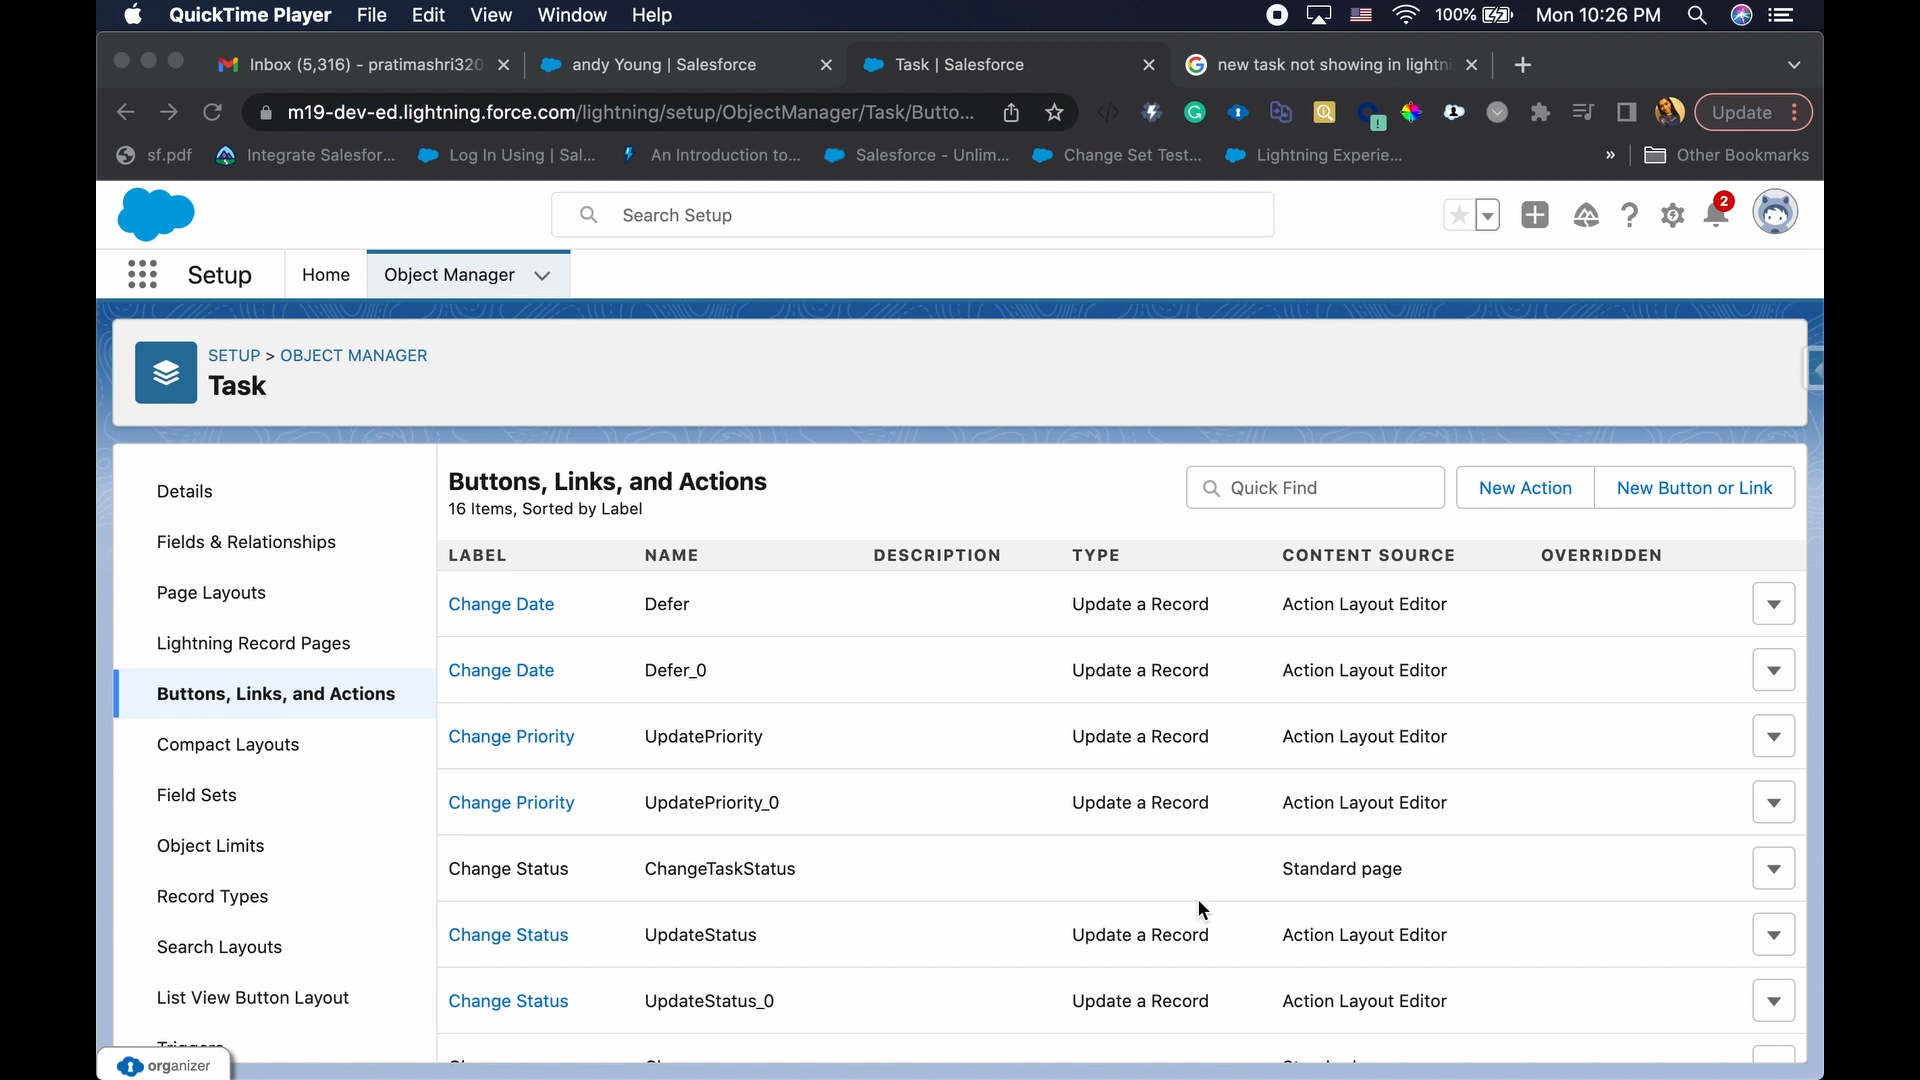 QuickTime Player File Edit View Window Help 100% Mon 10:26 PM
Inbox (5,316) - pratimashri320 andy Young | Salesforce Task | Salesforce new task not showing in lightni
m19-dev-ed.lightning.force.com/lightning/setup/ObjectManager/Task/Butto... Update
sf.pdf Integrate Salesfor... Log In Using | Sal... An Introduction to... Salesforce - Unlim... Change Set Test... Lightning Experie... » Other Bookmarks
Search Setup 2
Setup Home Object Manager
SETUP > OBJECT MANAGER
Task
Details
Fields & Relationships
Page Layouts
Lightning Record Pages
Buttons, Links, and Actions
Compact Layouts
Field Sets
Object Limits
Record Types
Search Layouts
List View Button Layout
organizer
Buttons, Links, and Actions
16 Items, Sorted by Label
Quick Find New Action New Button or Link
LABEL NAME DESCRIPTION TYPE CONTENT SOURCE OVERRIDDEN
Change Date Defer Update a Record Action Layout Editor
Change Date Defer_0 Update a Record Action Layout Editor
Change Priority UpdatePriority Update a Record Action Layout Editor
Change Priority UpdatePriority_0 Update a Record Action Layout Editor
Change Status ChangeTaskStatus Standard page
Change Status UpdateStatus Update a Record Action Layout Editor
Change Status UpdateStatus_0 Update a Record Action Layout Editor